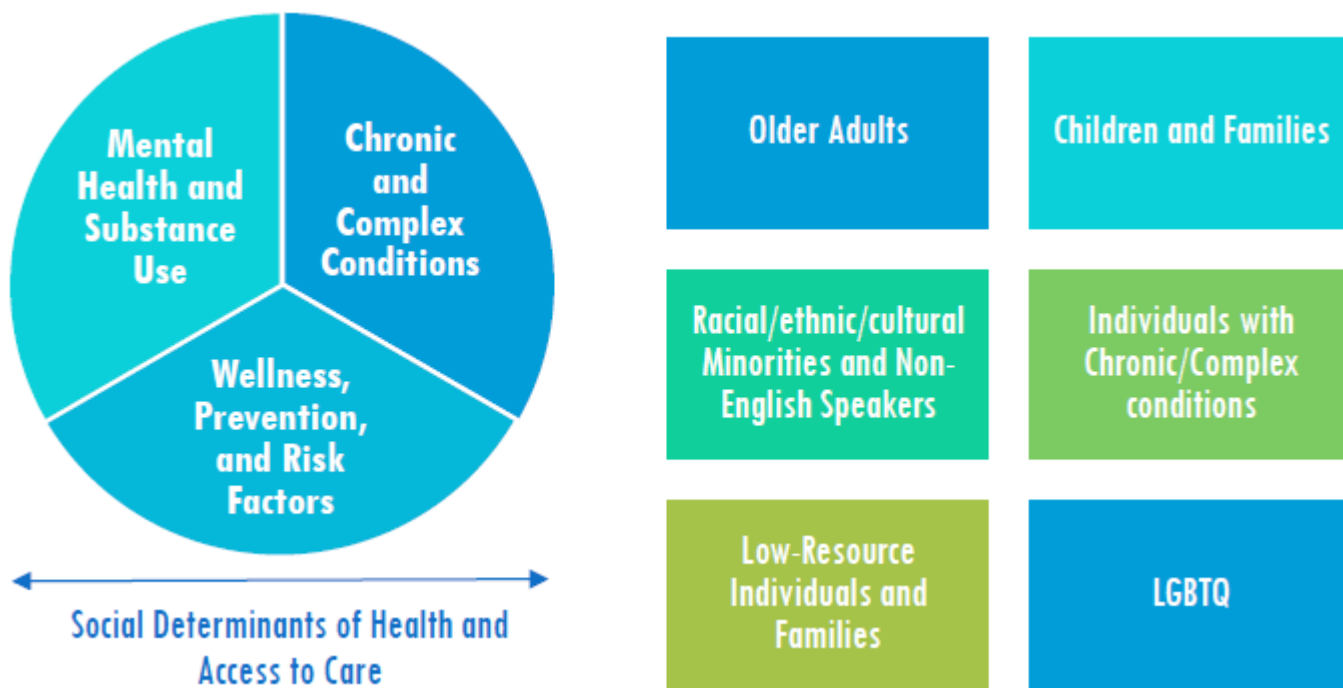 Mental
Health and
Substance
Use
Chronic
and
Complex
Conditions
Wellness,
Prevention,
and Risk
Factors
Social Determinants of Health and
Access to Care
Older Adults
Children and Families
Racial/ethnic/cultural
Minorities and Non-
English Speakers
Individuals with
Chronic/Complex
conditions
Low-Resource
Individuals and
Families
LGBTQ